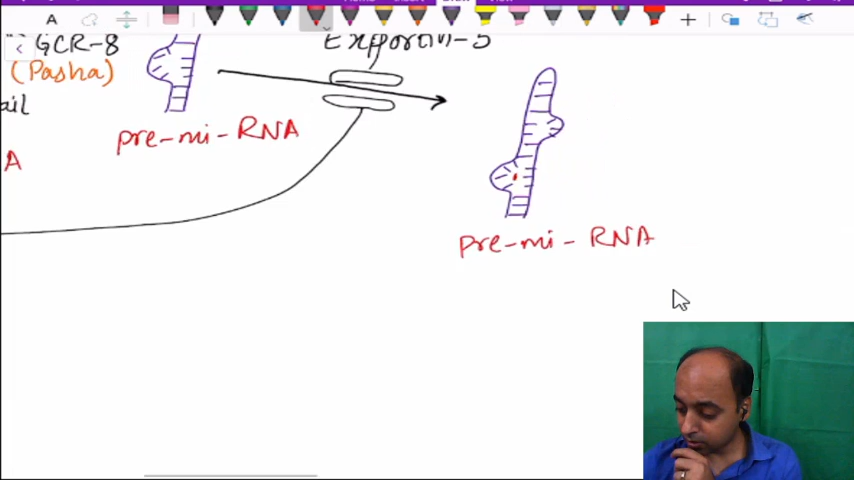 A
GCR-8
(Pasha)
ail
A
pre-mi-RNA
Exportin-5
pre-mi-RNA